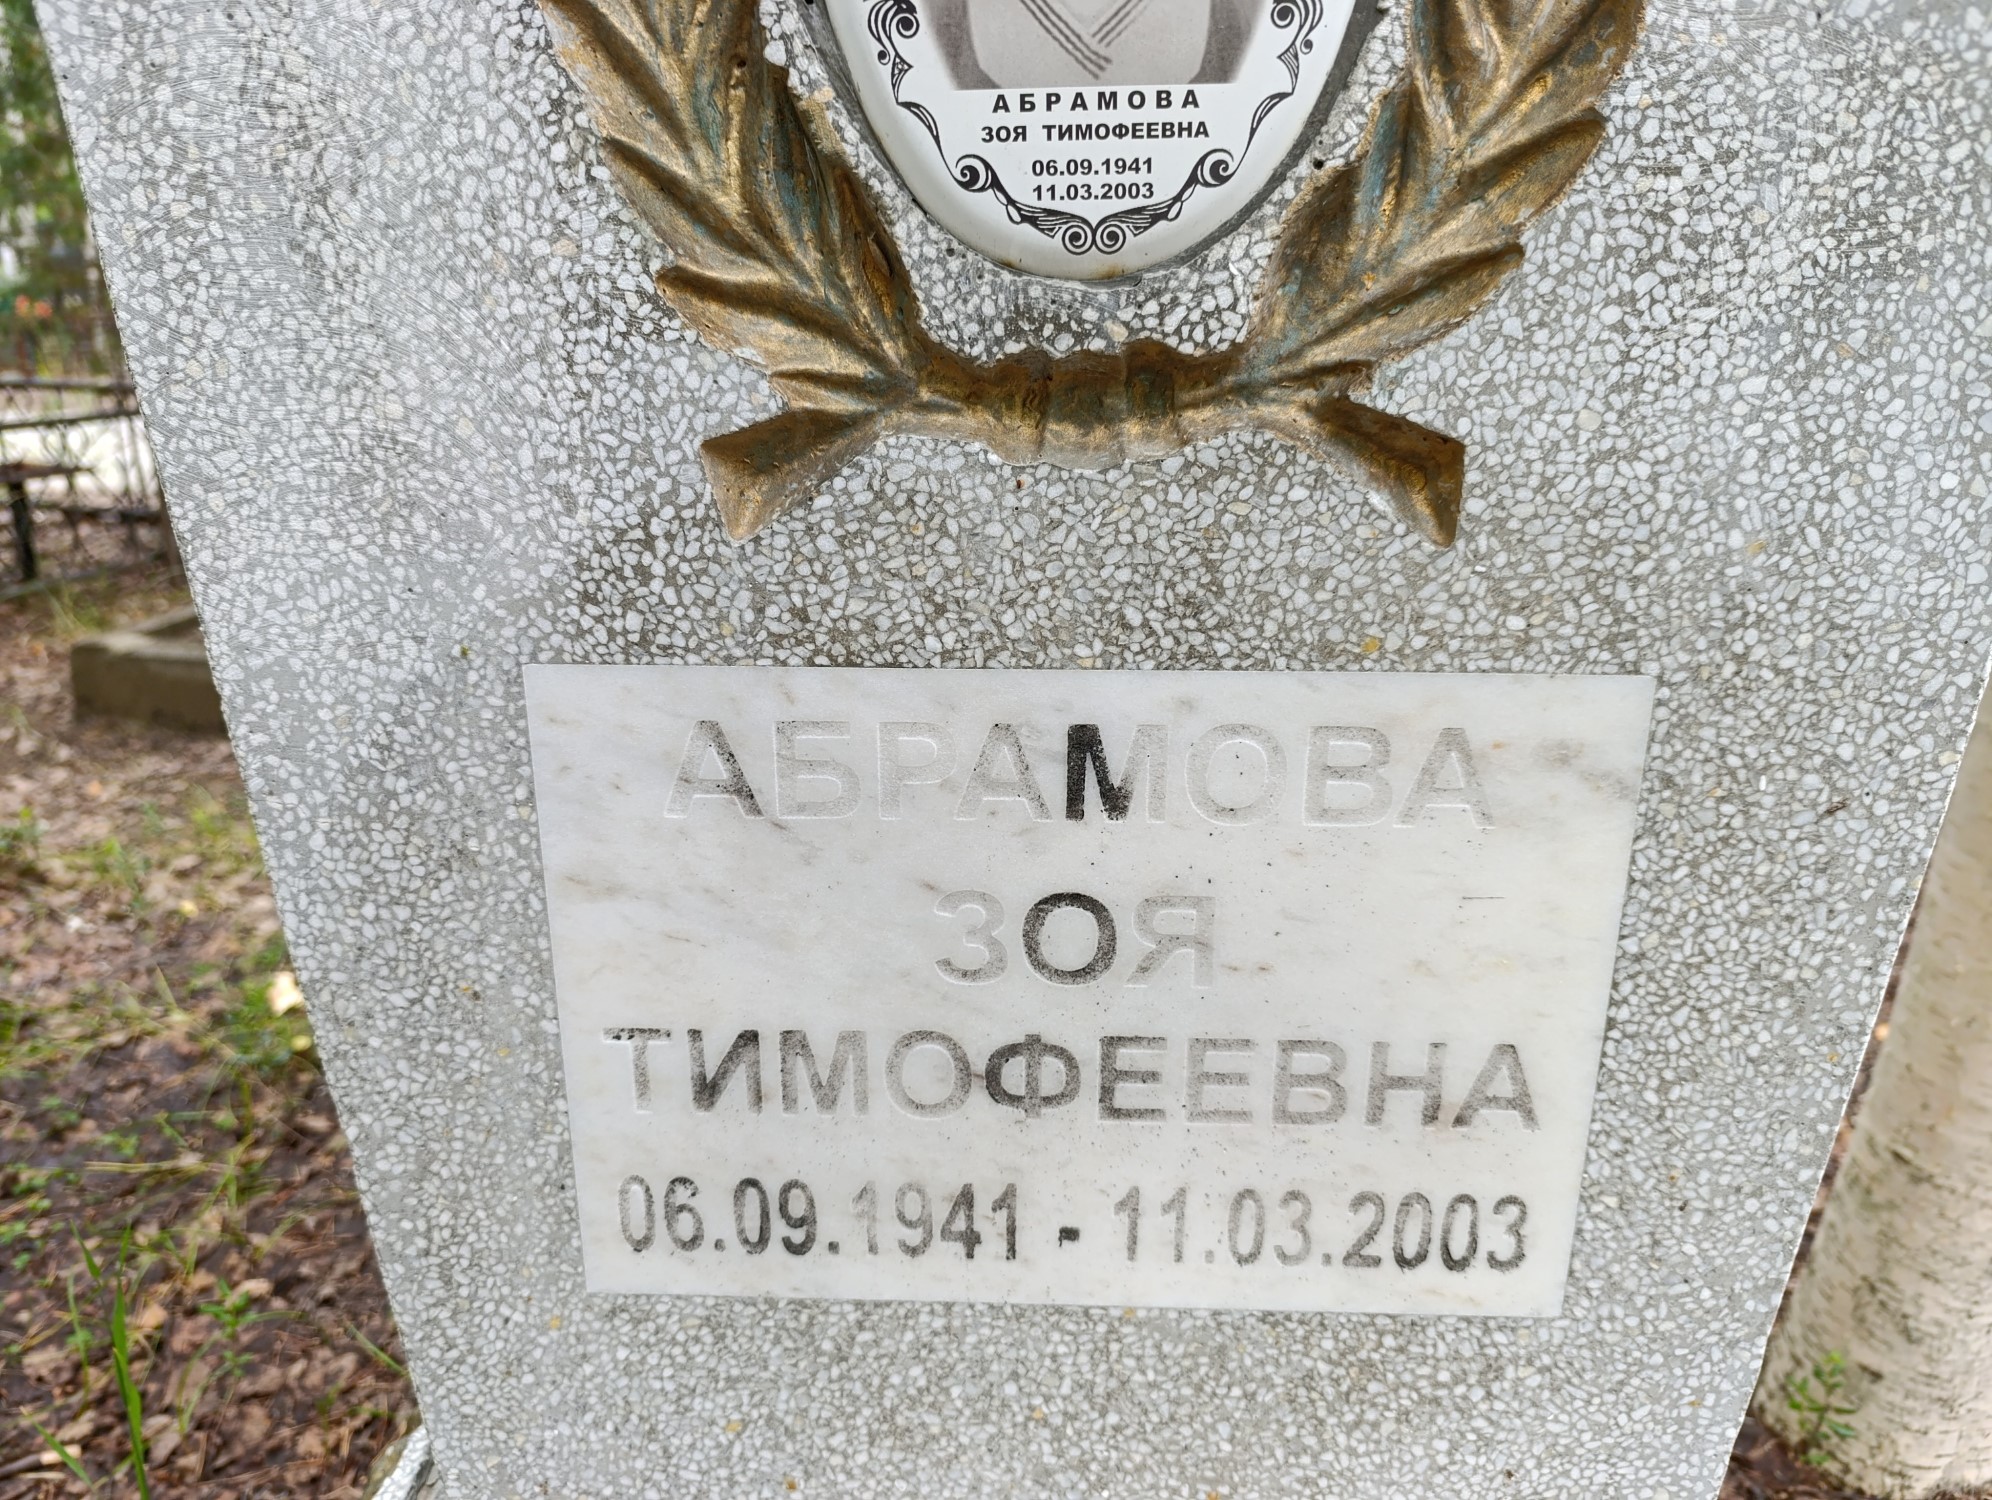 АБРАМОВА
ЗОЯ ТИМОФЕЕВНА
06.09.1941
11.03.2003
АБРАМОВА
ЗОЯ
ТИМОФЕЕВНА
06.09.1941 - 11.03.2003